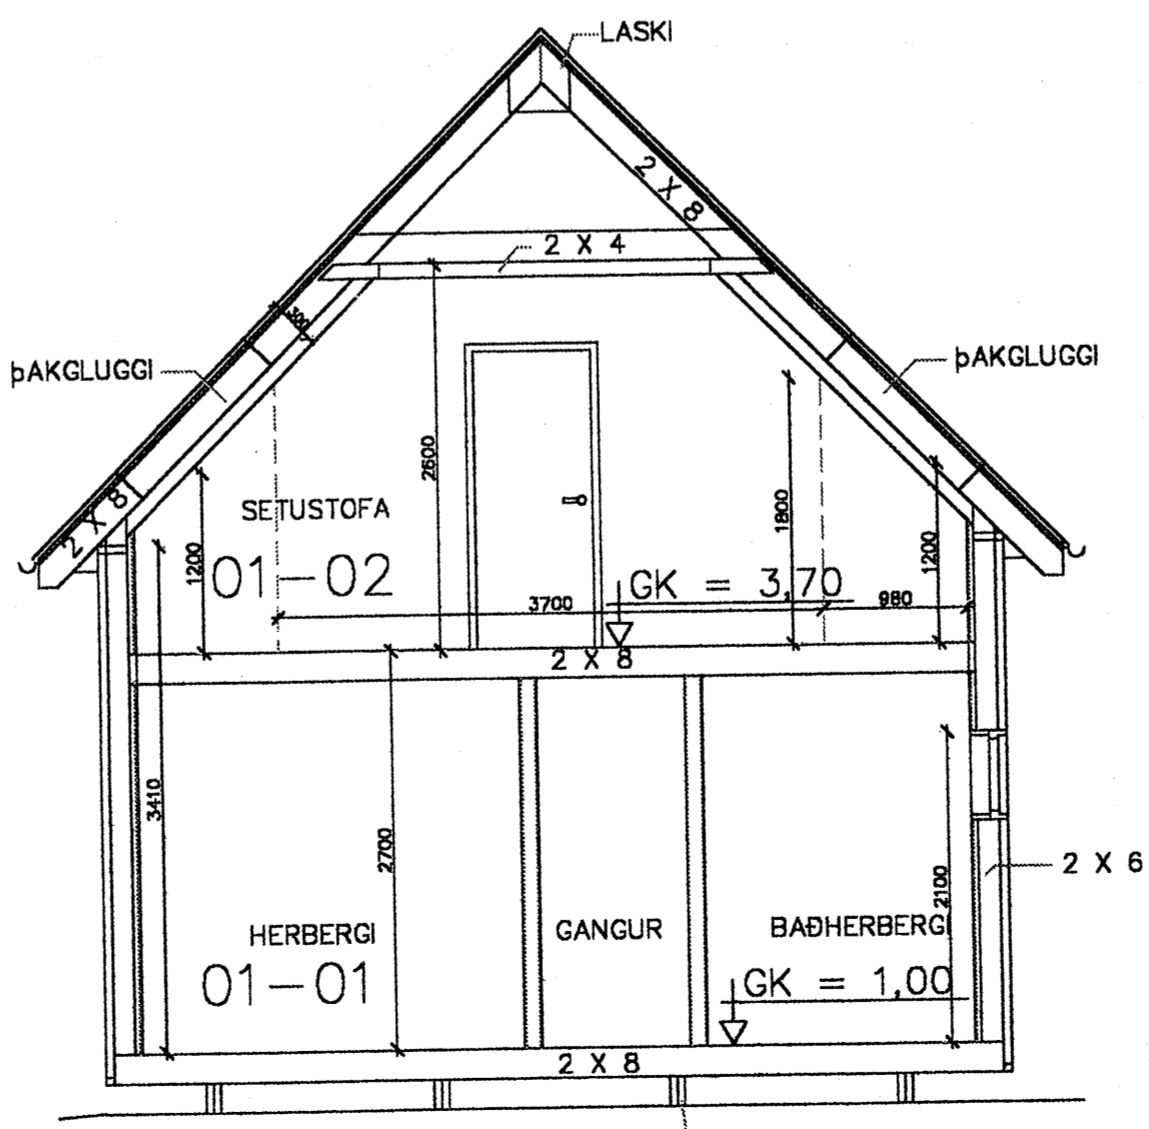 LASKI
2 X 8
2 X 4
300
ÞAKGLUGGI
ÞAKGLUGGI
2600
2 X 8
SETUSTOFA
1800
1200
1200
01-02
GK = 3,70
3700
980
2 X 8
3410
2700
2100
2 X 6
HERBERGI
GANGUR
BAÐHERBERGI
01-01
GK = 1,00
2 X 8